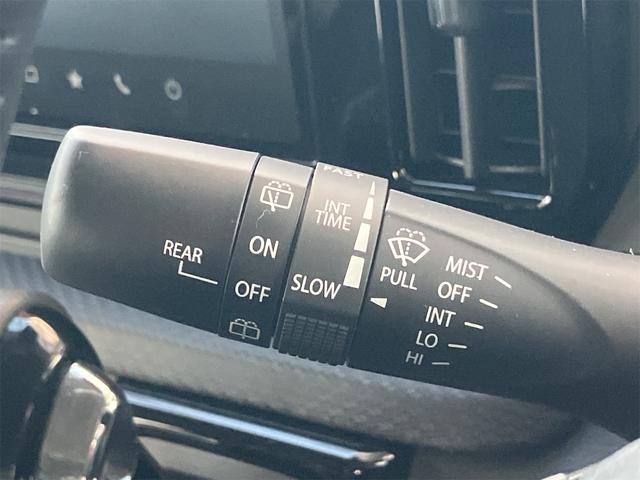 REAR
ON
OFF
FAST
INT
TIME
SLOW
PULL
MIST
OFF
INT
LO
HI